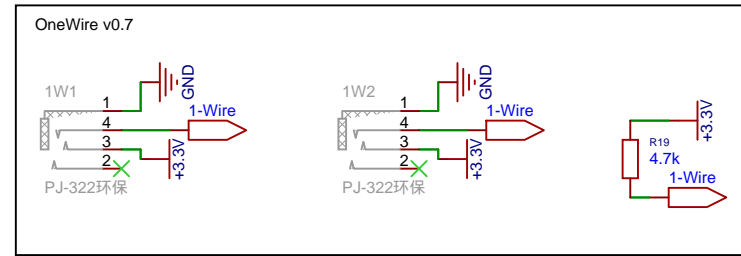 OneWire v0.7
1W1
1
4
3
2
GND
1-Wire
+3.3V
PJ-322环保
1W2
1
4
3
2
GND
1-Wire
+3.3V
PJ-322环保
+3.3V
R19
4.7k
1-Wire